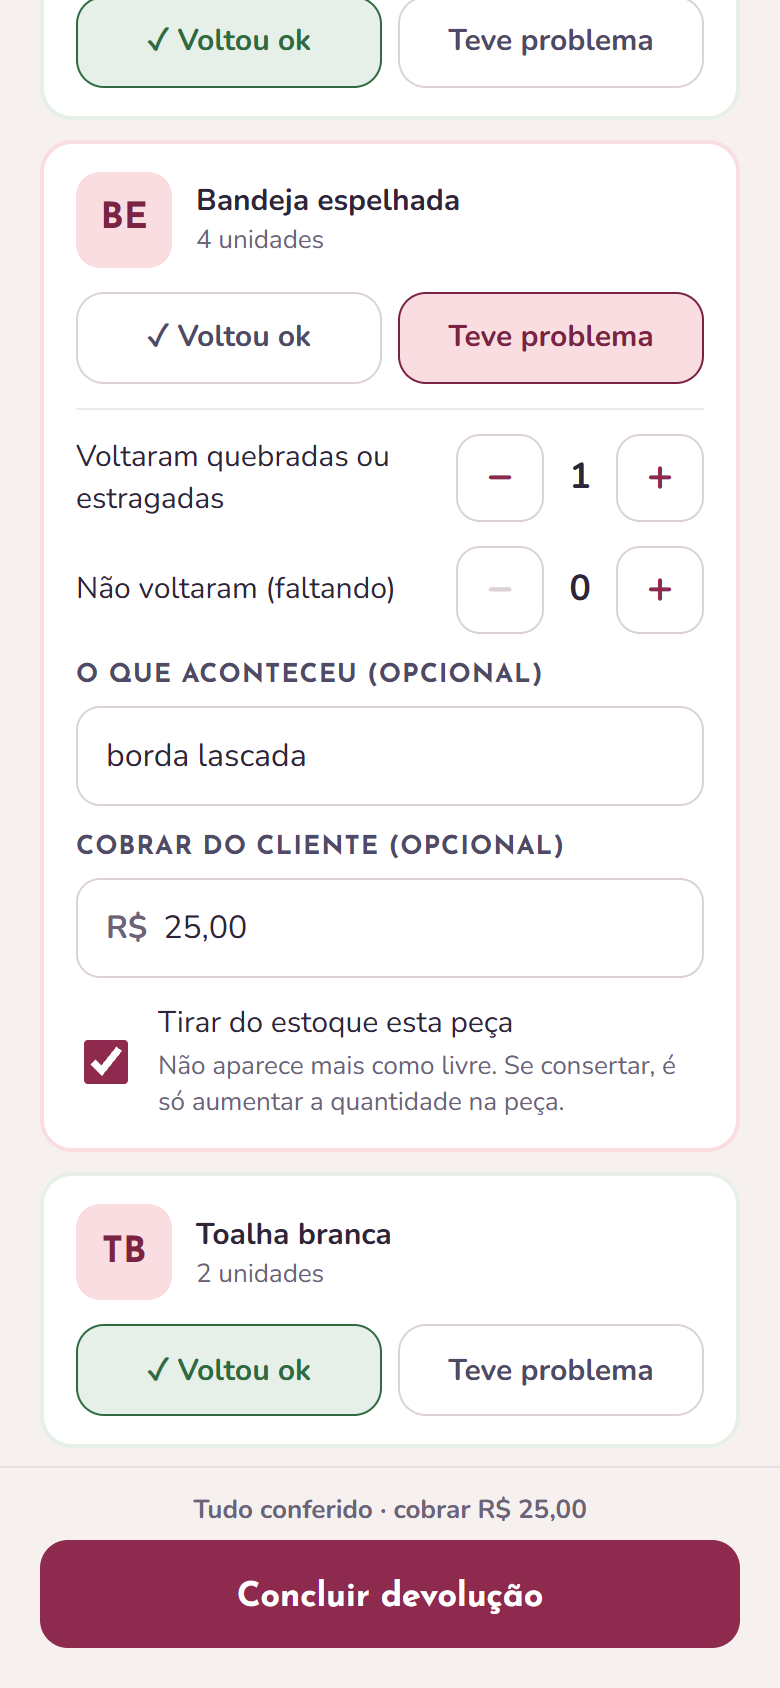 ✓ Voltou ok
Teve problema
BE
Bandeja espelhada
4 unidades
✓ Voltou ok
Teve problema
Voltaram quebradas ou
estragadas
− 1 +
Não voltaram (faltando)
− 0 +
O QUE ACONTECEU (OPCIONAL)
borda lascada
COBRAR DO CLIENTE (OPCIONAL)
R$ 25,00
Tirar do estoque esta peça
Não aparece mais como livre. Se consertar, é
só aumentar a quantidade na peça.
TB
Toalha branca
2 unidades
✓ Voltou ok
Teve problema
Tudo conferido · cobrar R$ 25,00
Concluir devolução